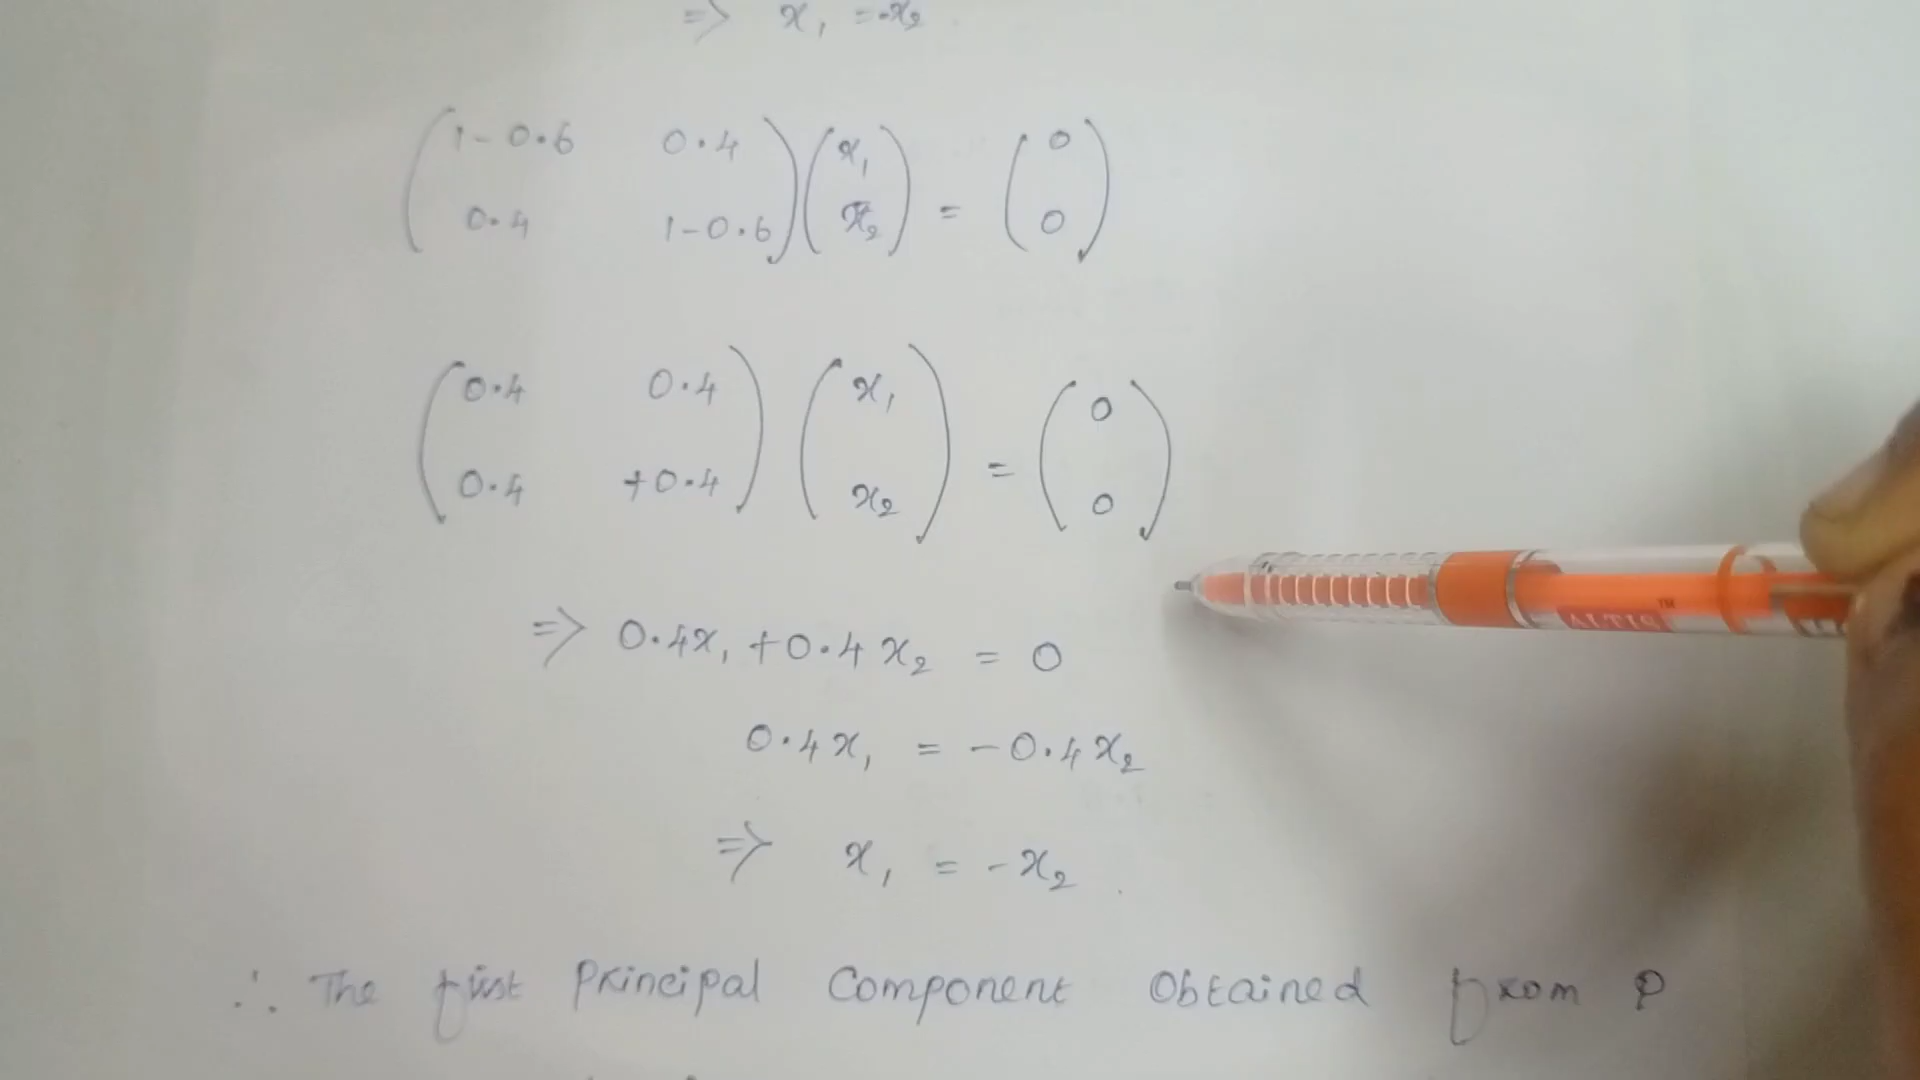 => x₁ = -x₂
(1-0.6 0.4) (x₁) = (0)
(0.4 1-0.6) (x₂) (0)
(0.4 0.4) (x₁) = (0)
(0.4 +0.4) (x₂) (0)
=> 0.4x₁ + 0.4x₂ = 0
0.4x₁ = -0.4x₂
=> x₁ = -x₂
∴ The first Principal Component Obtained from ρ
ALTIS™